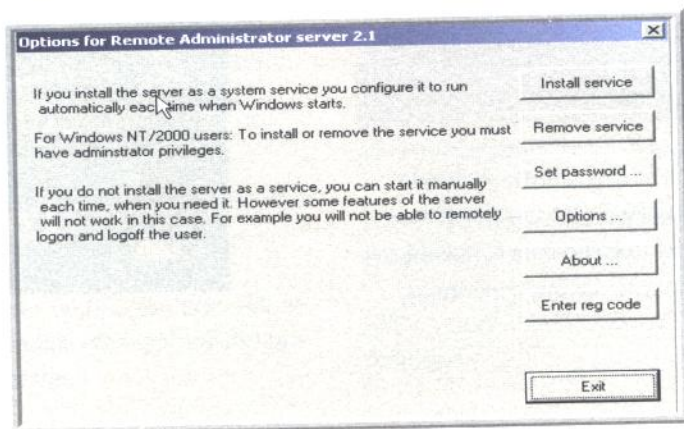 Options for Remote Administrator server 2.1
If you install the server as a system service you configure it to run
automatically each time when Windows starts.
For Windows NT/2000 users: To install or remove the service you must
have adminstrator privileges.
If you do not install the server as a service, you can start it manually
each time, when you need it. However some features of the server
will not work in this case. For example you will not be able to remotely
logon and logoff the user.
Install service
Remove service
Set password ...
Options ...
About ...
Enter reg code
Exit